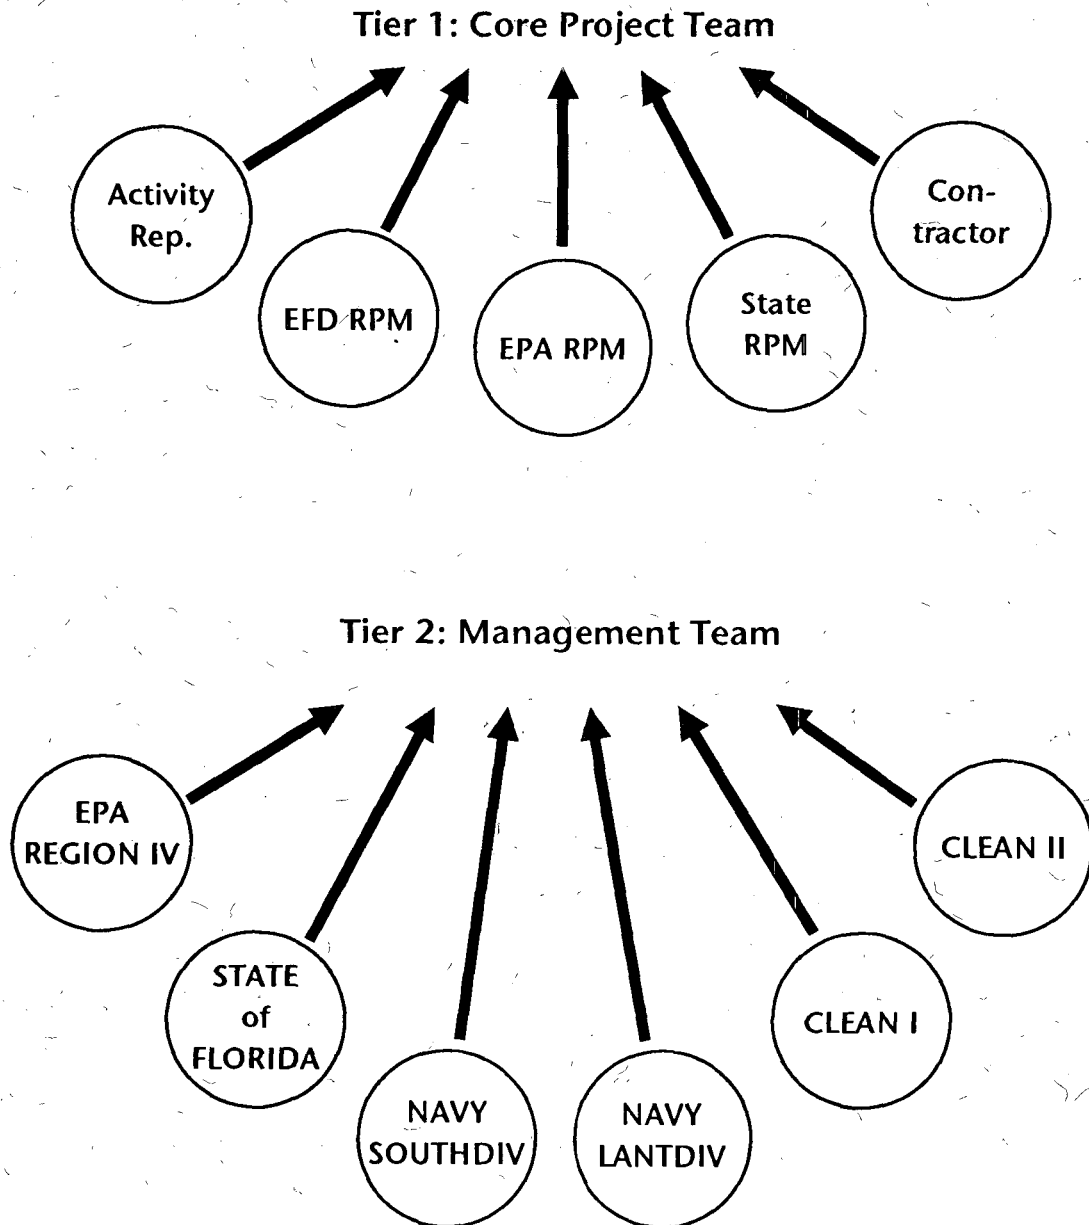 Tier 1: Core Project Team
Activity
Rep.
EFD RPM
EPA RPM
State
RPM
Con-
tractor
Tier 2: Management Team
EPA
REGION IV
STATE
of
FLORIDA
NAVY
SOUTHDIV
NAVY
LANTDIV
CLEAN I
CLEAN II